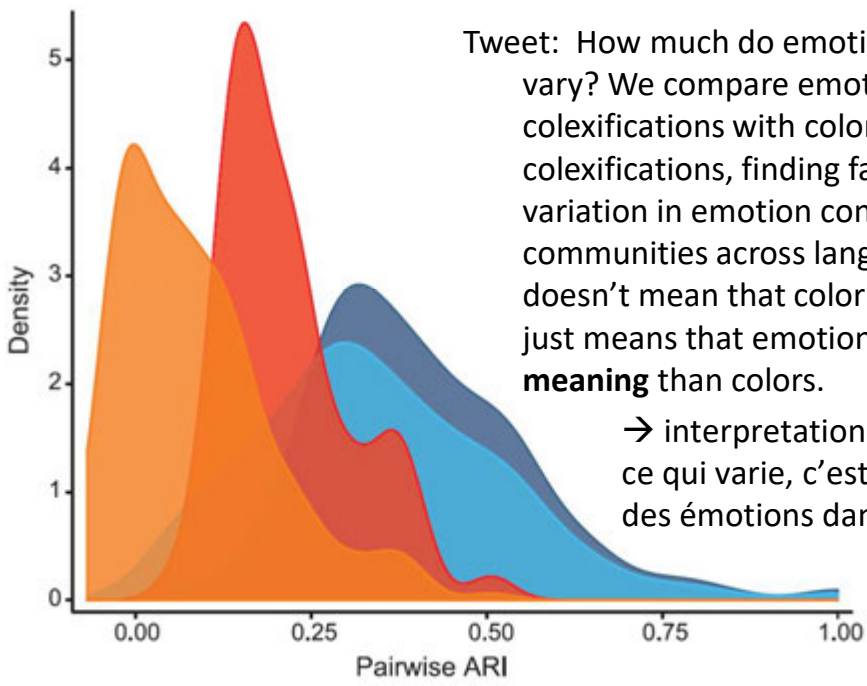 Tweet: How much do emoti
vary? We compare emot
colexifications with color
colexifications, finding fa
variation in emotion con
communities across lang
doesn't mean that color
just means that emotion
meaning than colors.
→ interpretation
ce qui varie, c'est
des émotions dan
5
4
3
2
1
0
Density
0.00 0.25 0.50 0.75 1.00
Pairwise ARI